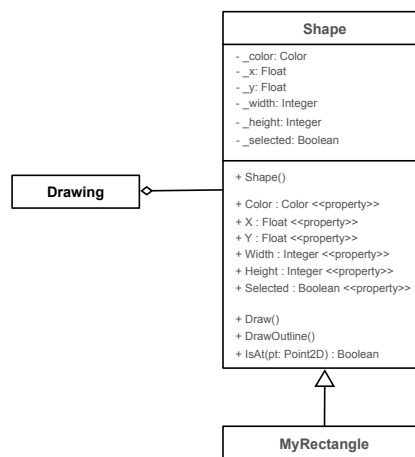 Shape
- _color: Color
- _x: Float
- _y: Float
- _width: Integer
- _height: Integer
- _selected: Boolean
+ Shape()
+ Color : Color <<property>>
+ X : Float <<property>>
+ Y : Float <<property>>
+ Width : Integer <<property>>
+ Height : Integer <<property>>
+ Selected : Boolean <<property>>
+ Draw()
+ DrawOutline()
+ IsAt(pt: Point2D) : Boolean
Drawing
MyRectangle